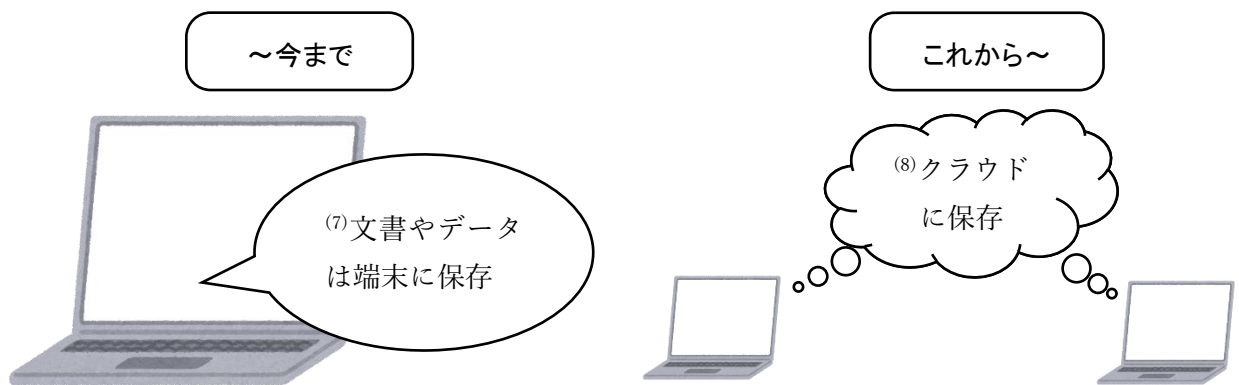 ～今まで
これから～
(7)文書やデータ
は端末に保存
(8)クラウド
に保存